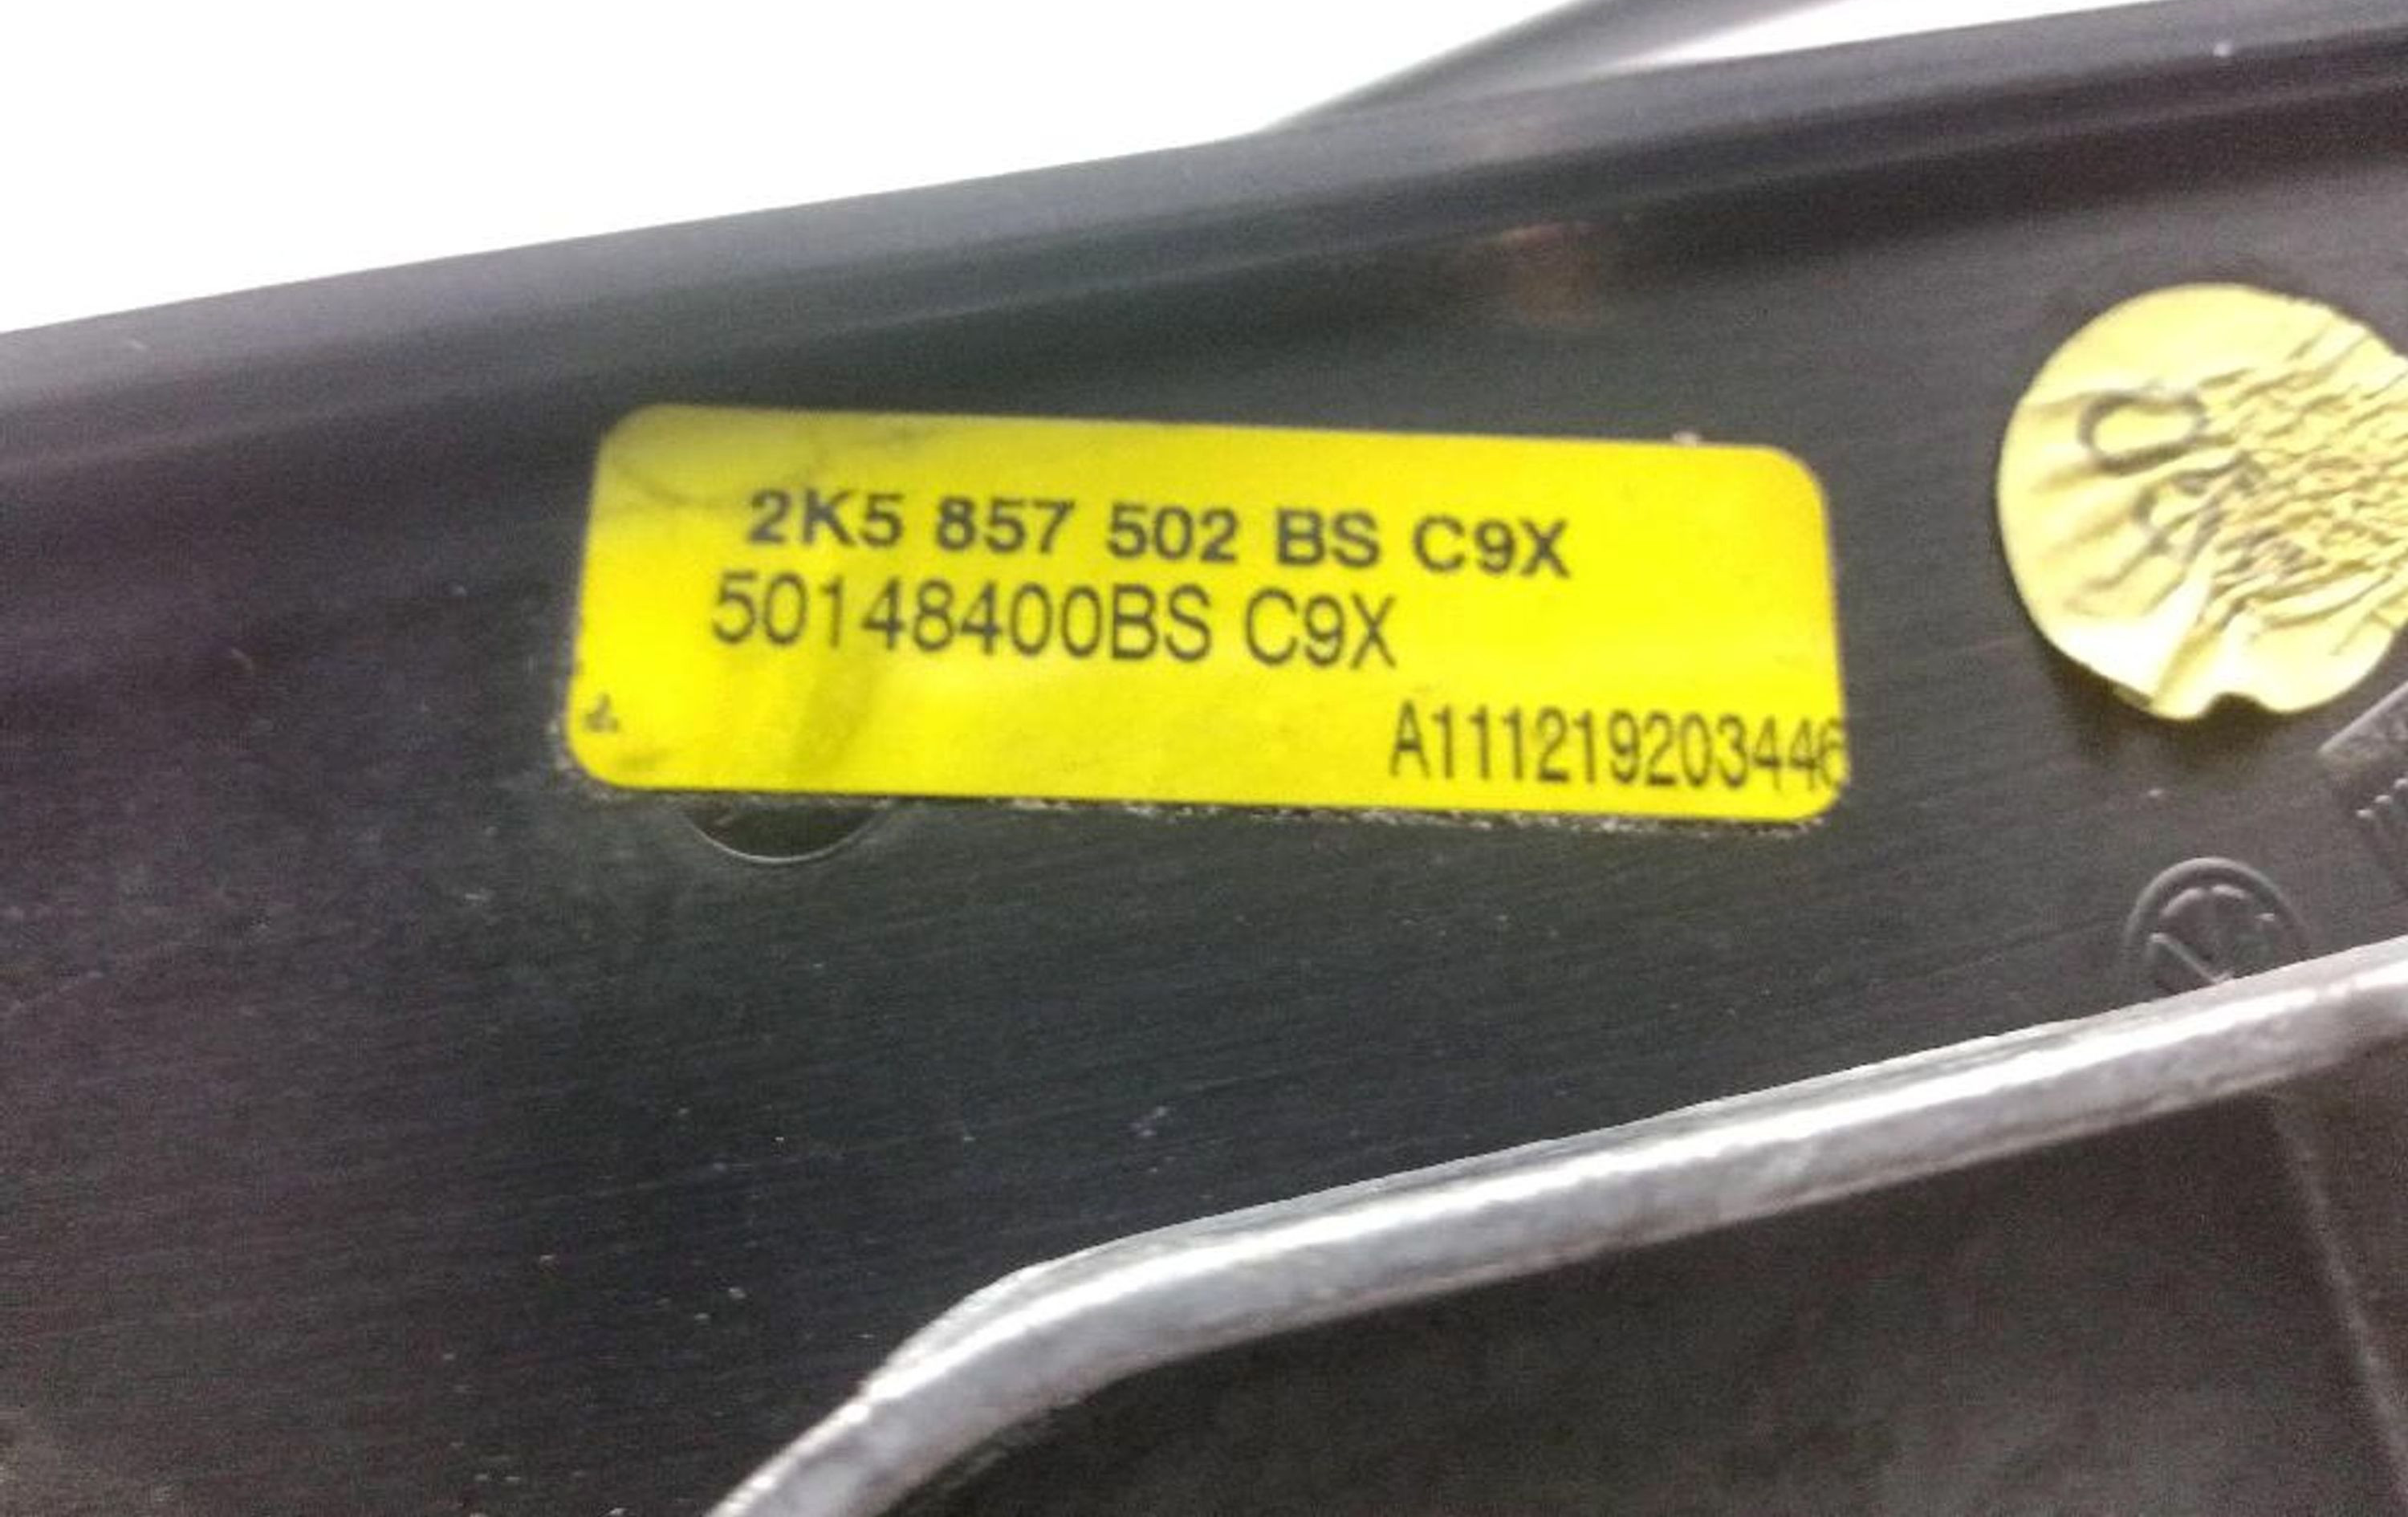 2K5 857 502 BS C9X
50148400BS C9X
A111219203446